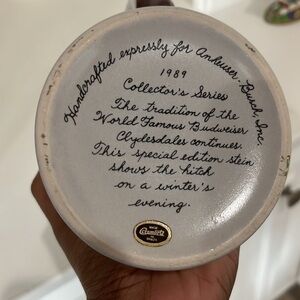 Handcrafted expressly for Anheuser-Busch, Inc.
1989
Collector's Series
The tradition of the
World Famous Budweiser
Clydesdales continues.
This special edition stein
shows the hitch
on a winter's
evening.
Ceramarte